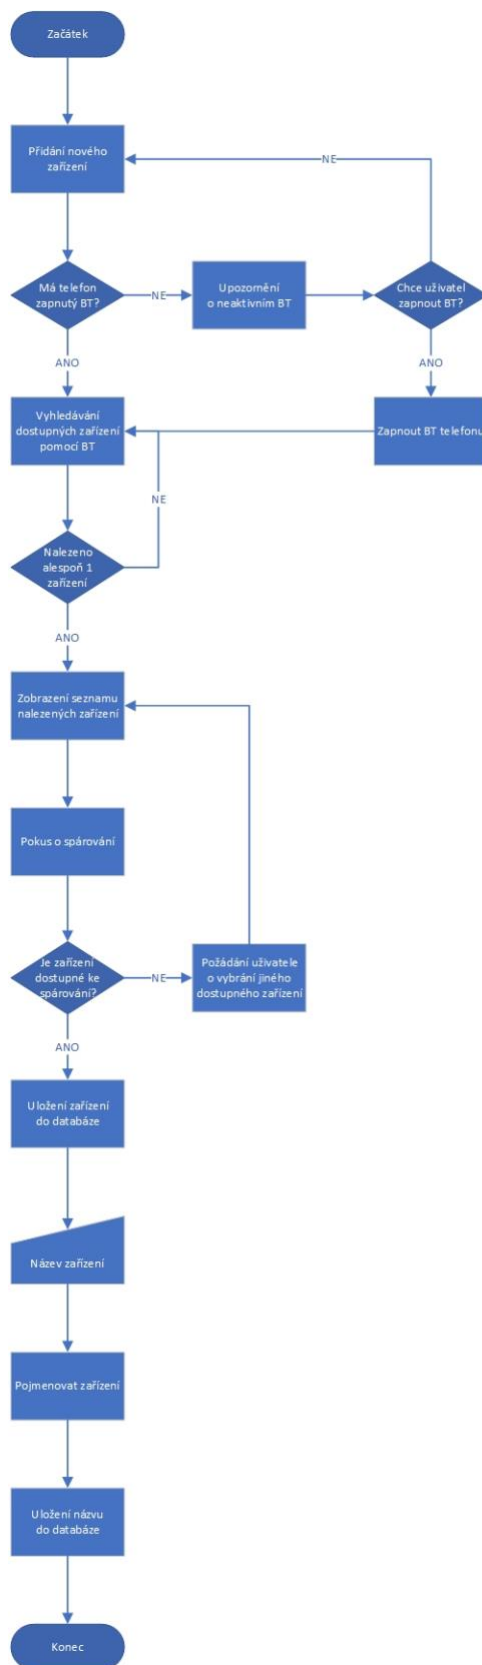 Začátek
Přidání nového
zařízení
NE
Má telefon
zapnutý BT?
NE
Upozornění
o neaktivním BT
Chce uživatel
zapnout BT?
ANO
ANO
Vyhledávání
dostupných zařízení
pomocí BT
Zapnout BT telefonu
NE
Nalezeno
alespoň 1
zařízení
ANO
Zobrazení seznamu
nalezených zařízení
Pokus o spárování
Je zařízení
dostupné ke
spárování?
NE
Požádání uživatele
o vybrání jiného
dostupného zařízení
ANO
Uložení zařízení
do databáze
Název zařízení
Pojmenovat zařízení
Uložení názvu
do databáze
Konec